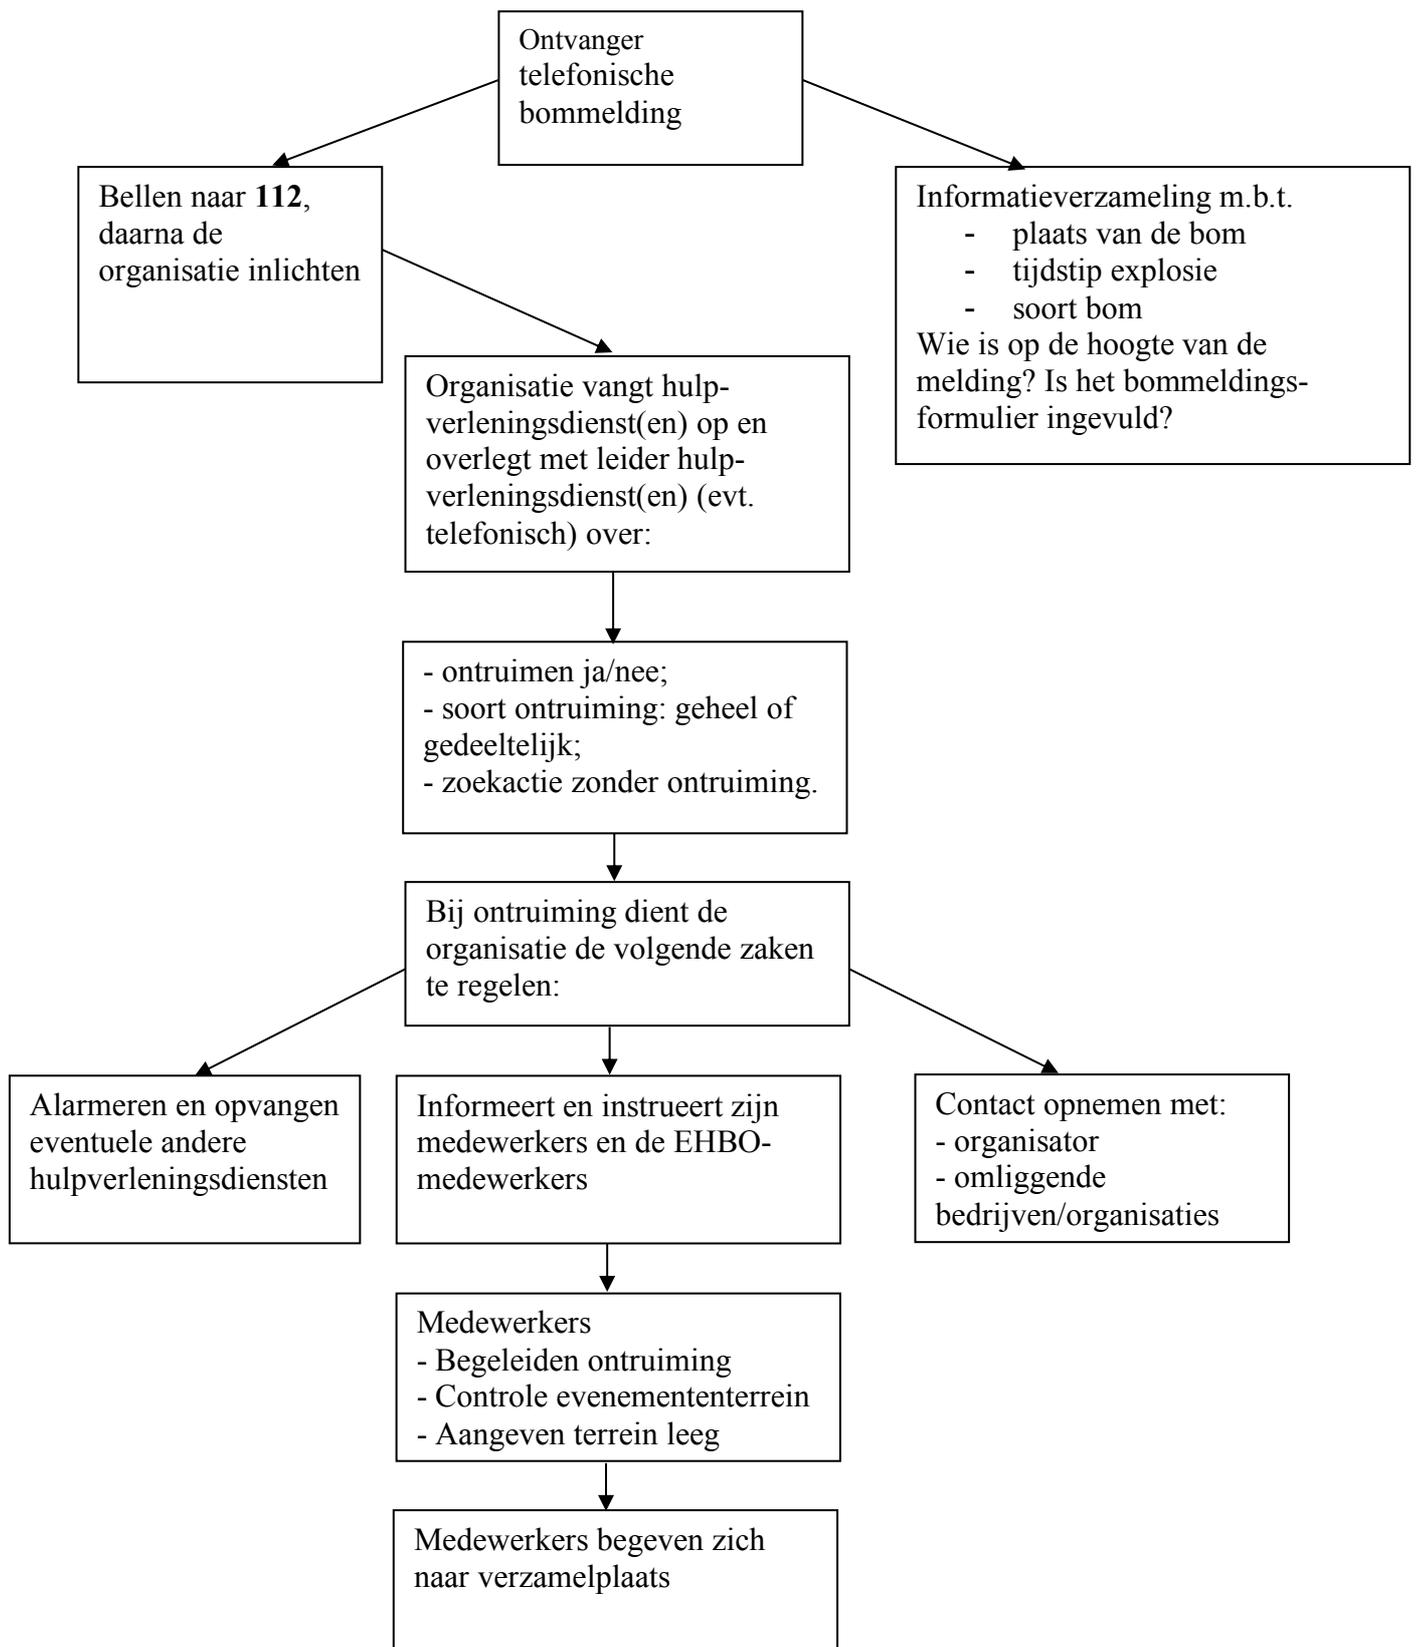 Ontvanger
telefonische
bommelding
Bellen naar 112,
daarna de
organisatie inlichten
Informatieverzameling m.b.t.
- plaats van de bom
- tijdstip explosie
- soort bom
Wie is op de hoogte van de
melding? Is het bommeldings-
formulier ingevuld?
Organisatie vangt hulp-
verleningsdienst(en) op en
overlegt met leider hulp-
verleningsdienst(en) (evt.
telefonisch) over:
- ontruimen ja/nee;
- soort ontruiming: geheel of
gedeeltelijk;
- zoekactie zonder ontruiming.
Bij ontruiming dient de
organisatie de volgende zaken
te regelen:
Alarmeren en opvangen
eventuele andere
hulpverleningsdiensten
Informeert en instrueert zijn
medewerkers en de EHBO-
medewerkers
Contact opnemen met:
- organisator
- omliggende
bedrijven/organisaties
Medewerkers
- Begeleiden ontruiming
- Controle evenemententerrein
- Aangeven terrein leeg
Medewerkers begeven zich
naar verzamelplaats